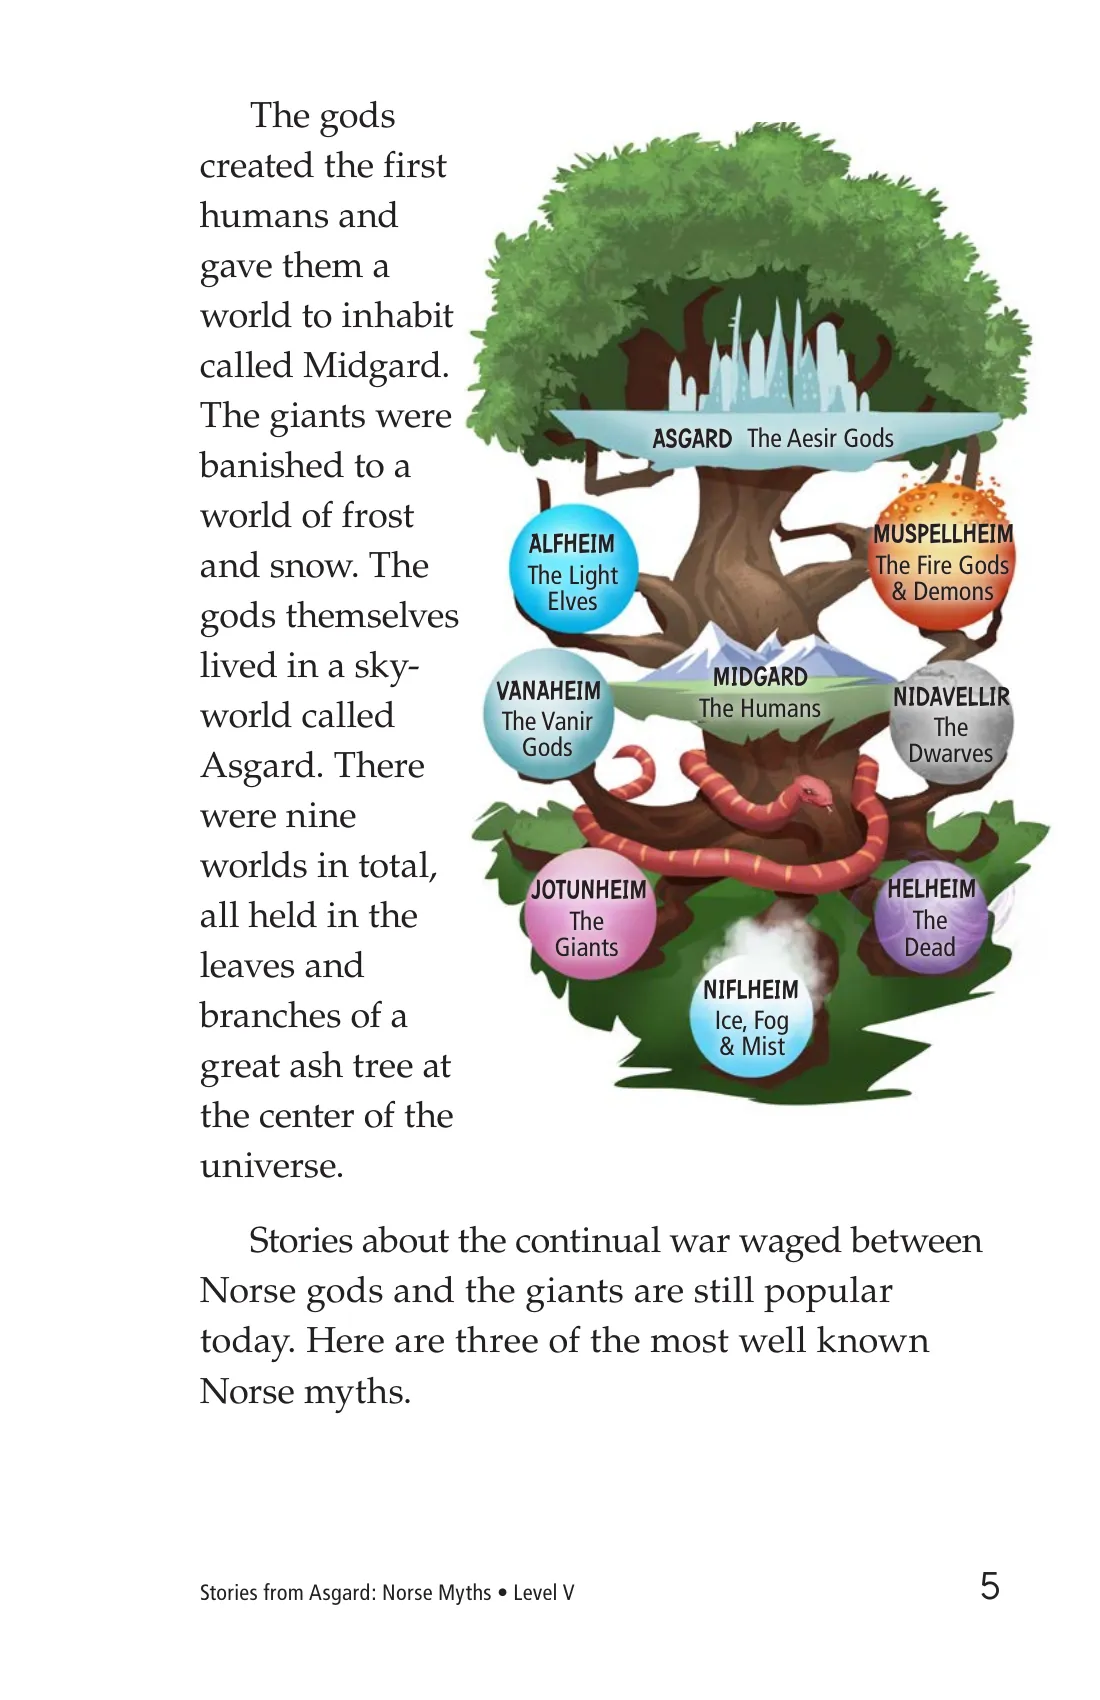 The gods
created the first
humans and
gave them a
world to inhabit
called Midgard.
The giants were
banished to a
world of frost
and snow. The
gods themselves
lived in a sky-
world called
Asgard. There
were nine
worlds in total,
all held in the
leaves and
branches of a
great ash tree at
the center of the
universe.
ASGARD The Aesir Gods
ALFHEIM
The Light
Elves
MUSPELLHEIM
The Fire Gods
& Demons
VANAHEIM
The Vanir
Gods
MIDGARD
The Humans
NIDAVELLIR
The
Dwarves
JOTUNHEIM
The
Giants
HELHEIM
The
Dead
NIFLHEIM
Ice, Fog
& Mist
Stories about the continual war waged between
Norse gods and the giants are still popular
today. Here are three of the most well known
Norse myths.
Stories from Asgard: Norse Myths • Level V
5